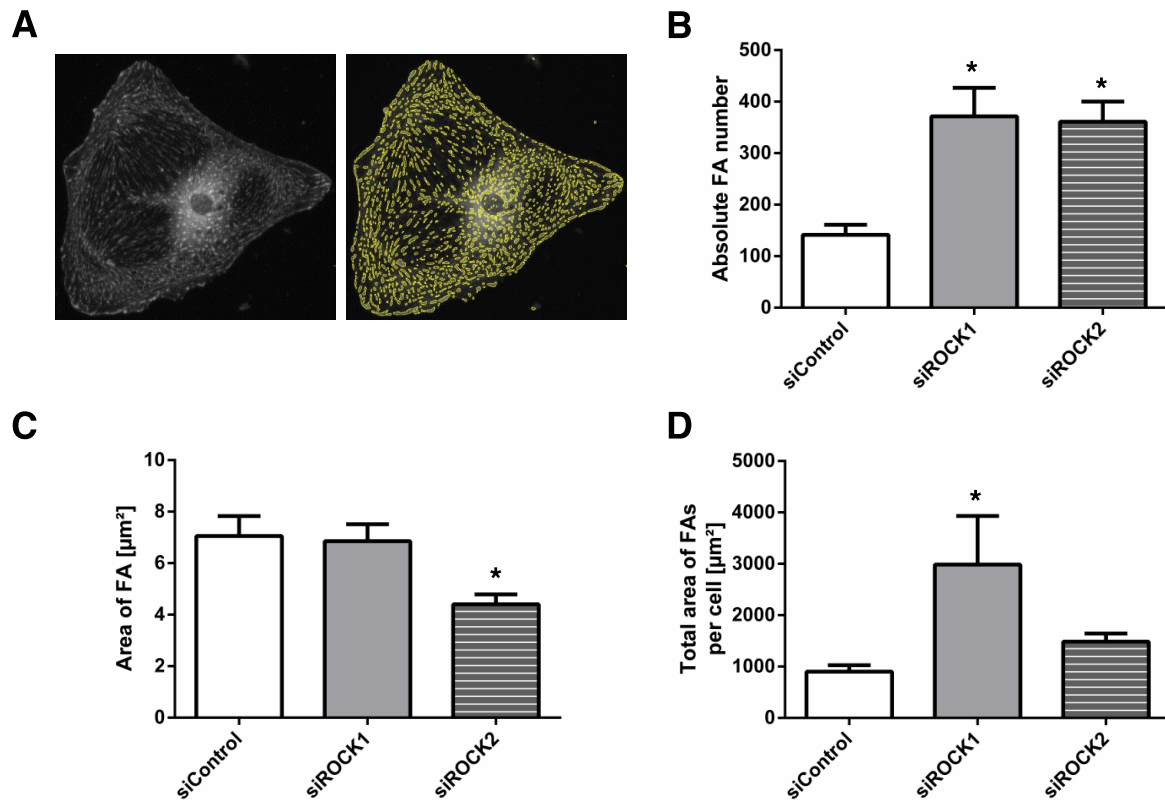 A
B
500
400
300
200
100
0
Absolute FA number
*
*
siControl
siROCK1
siROCK2
C
10
8
6
4
2
0
Area of FA [µm²]
*
siControl
siROCK1
siROCK2
D
5000
4000
3000
2000
1000
0
Total area of FAs
per cell [µm²]
*
siControl
siROCK1
siROCK2